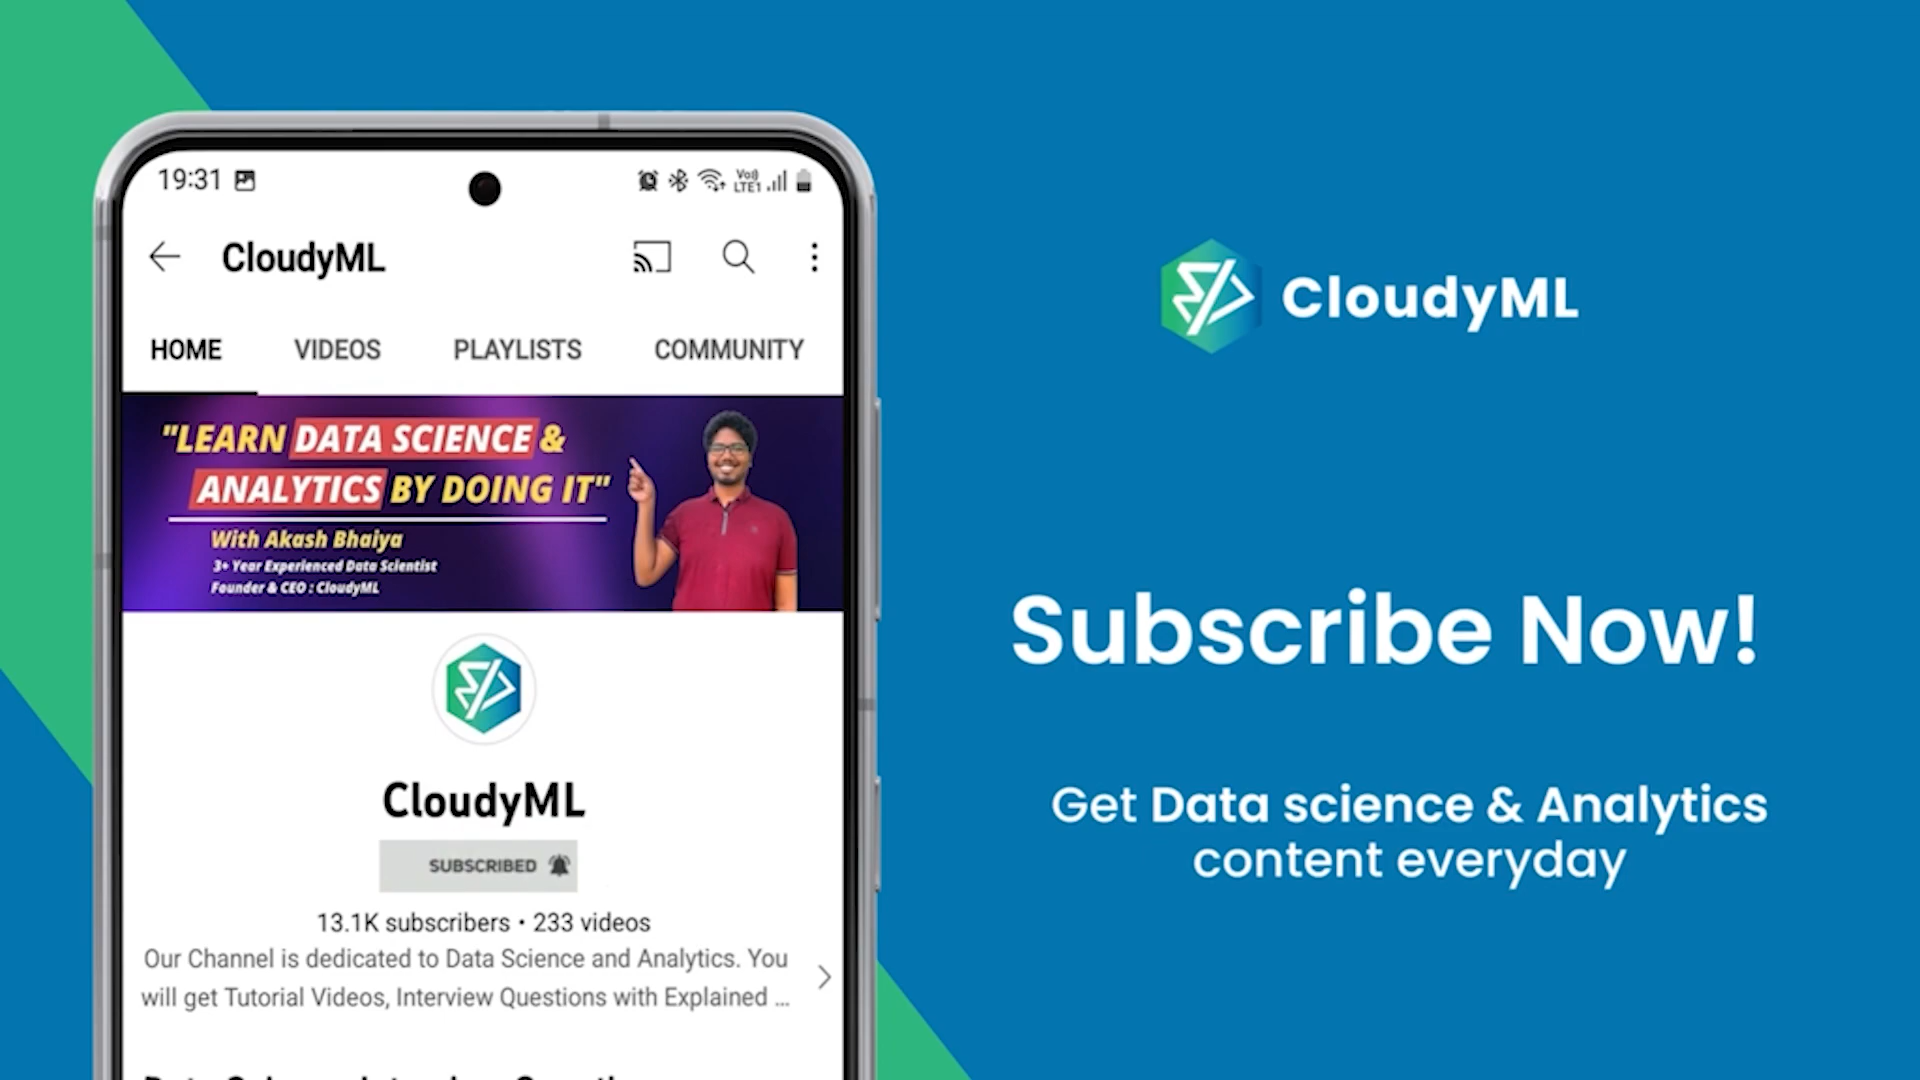 19:31
Vo)) LTE1
CloudyML
HOME VIDEOS PLAYLISTS COMMUNITY
"LEARN DATA SCIENCE &
ANALYTICS BY DOING IT"
With Akash Bhaiya
3+ Year Experienced Data Scientist
Founder & CEO : CloudyML
CloudyML
SUBSCRIBED
13.1K subscribers • 233 videos
Our Channel is dedicated to Data Science and Analytics. You
will get Tutorial Videos, Interview Questions with Explained ...
CloudyML
Subscribe Now!
Get Data science & Analytics
content everyday